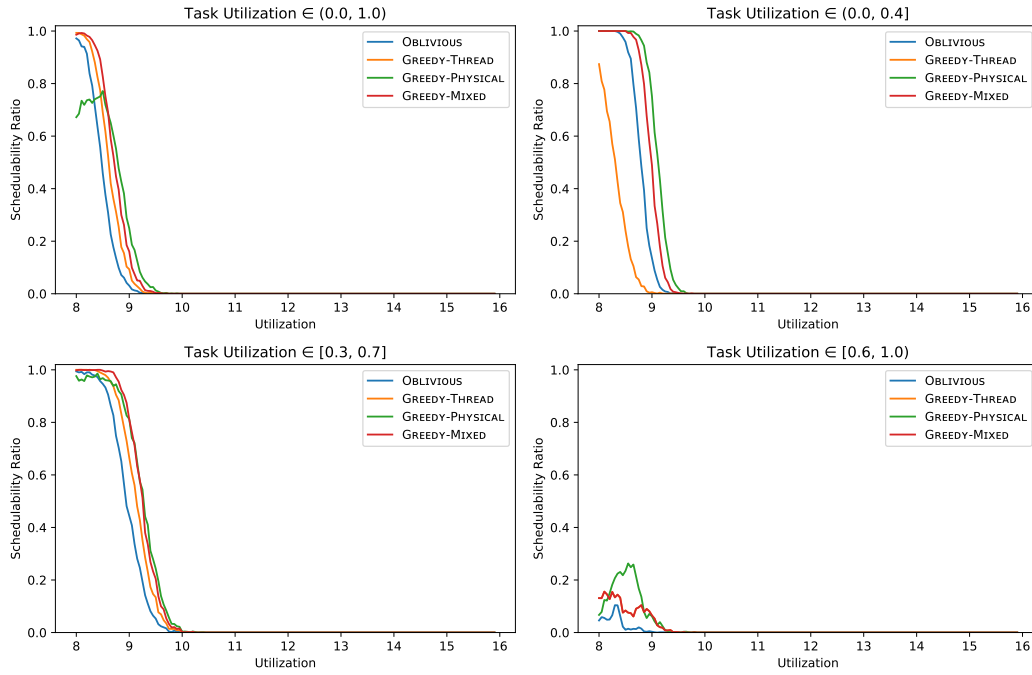 Task Utilization ∈ (0.0, 1.0)
Schedulability Ratio
1.0
0.8
0.6
0.4
0.2
0.0
Oblivious
Greedy-Thread
Greedy-Physical
Greedy-Mixed
8 9 10 11 12 13 14 15 16
Utilization
Task Utilization ∈ (0.0, 0.4]
Schedulability Ratio
1.0
0.8
0.6
0.4
0.2
0.0
Oblivious
Greedy-Thread
Greedy-Physical
Greedy-Mixed
8 9 10 11 12 13 14 15 16
Utilization
Task Utilization ∈ [0.3, 0.7]
Schedulability Ratio
1.0
0.8
0.6
0.4
0.2
0.0
Oblivious
Greedy-Thread
Greedy-Physical
Greedy-Mixed
8 9 10 11 12 13 14 15 16
Utilization
Task Utilization ∈ [0.6, 1.0)
Schedulability Ratio
1.0
0.8
0.6
0.4
0.2
0.0
Oblivious
Greedy-Thread
Greedy-Physical
Greedy-Mixed
8 9 10 11 12 13 14 15 16
Utilization